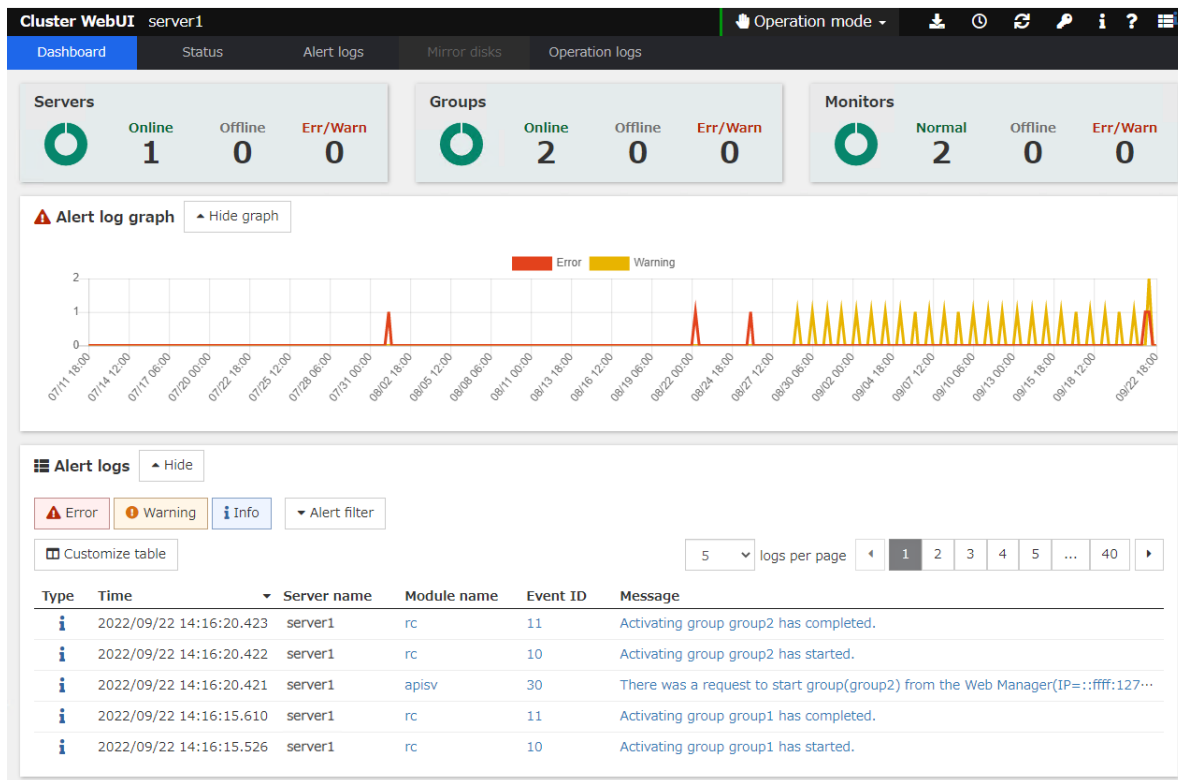 Cluster WebUI server1 Operation mode
Dashboard Status Alert logs Mirror disks Operation logs
Servers
Online Offline Err/Warn
1 0 0
Groups
Online Offline Err/Warn
2 0 0
Monitors
Normal Offline Err/Warn
2 0 0
Alert log graph Hide graph
Error Warning
2
1
0
07/11 18:00 07/14 12:00 07/17 06:00 07/20 00:00 07/22 18:00 07/25 12:00 07/28 06:00 07/31 00:00 08/02 18:00 08/05 12:00 08/08 06:00 08/11 00:00 08/13 18:00 08/16 12:00 08/19 06:00 08/22 00:00 08/24 18:00 08/27 12:00 08/30 06:00 09/02 00:00 09/04 18:00 09/07 12:00 09/10 06:00 09/13 00:00 09/15 18:00 09/18 12:00 09/22 18:00
Alert logs Hide
Error Warning Info Alert filter
Customize table 5 logs per page 1 2 3 4 5 ... 40
Type Time Server name Module name Event ID Message
2022/09/22 14:16:20.423 server1 rc 11 Activating group group2 has completed.
2022/09/22 14:16:20.422 server1 rc 10 Activating group group2 has started.
2022/09/22 14:16:20.421 server1 apisv 30 There was a request to start group(group2) from the Web Manager(IP=::ffff:127···
2022/09/22 14:16:15.610 server1 rc 11 Activating group group1 has completed.
2022/09/22 14:16:15.526 server1 rc 10 Activating group group1 has started.